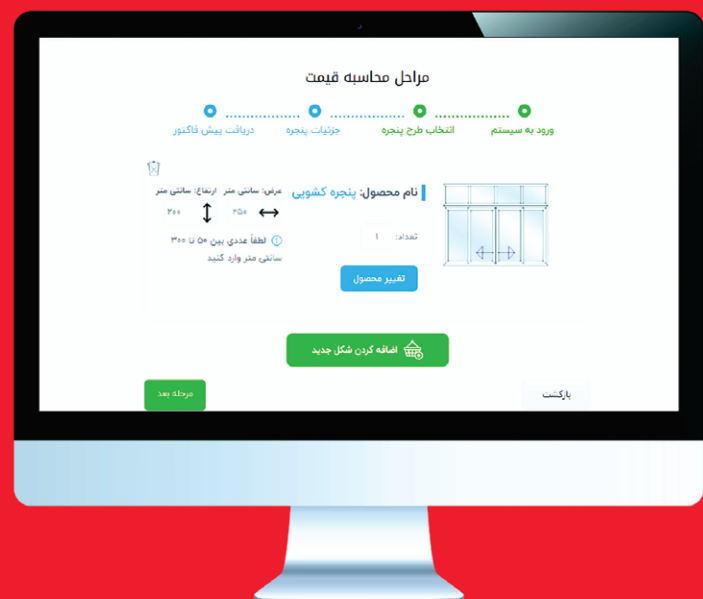 مراحل محاسبه قیمت
ورود به سیستم
انتخاب طرح پنجره
جزئیات پنجره
دریافت پیش فاکتور
نام محصول: پنجره کشویی
عرض: سانتی متر
ارتفاع: سانتی متر
۲۵۰
۲۰۰
تعداد: ۱
لطفاً عددی بین ۵۰ تا ۳۰۰
سانتی متر وارد کنید
تغییر محصول
اضافه کردن شکل جدید
بازگشت
مرحله بعد